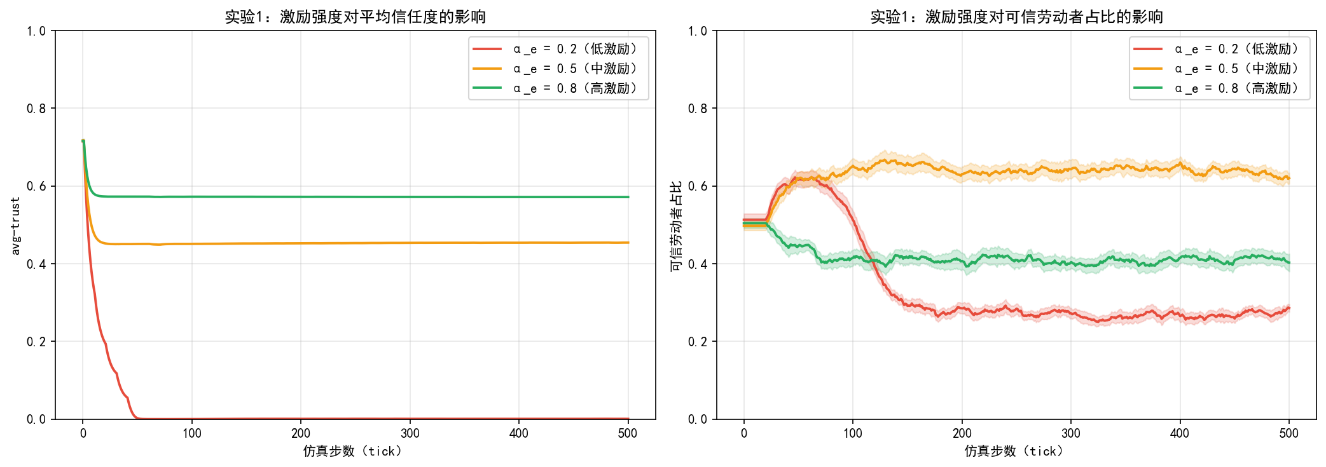 实验1：激励强度对平均信任度的影响
1.0
0.8
0.6
0.4
0.2
0.0
avg-trust
α_e = 0.2（低激励）
α_e = 0.5（中激励）
α_e = 0.8（高激励）
0 100 200 300 400 500
仿真步数（tick）
实验1：激励强度对可信劳动者占比的影响
1.0
0.8
0.6
0.4
0.2
0.0
可信劳动者占比
α_e = 0.2（低激励）
α_e = 0.5（中激励）
α_e = 0.8（高激励）
0 100 200 300 400 500
仿真步数（tick）